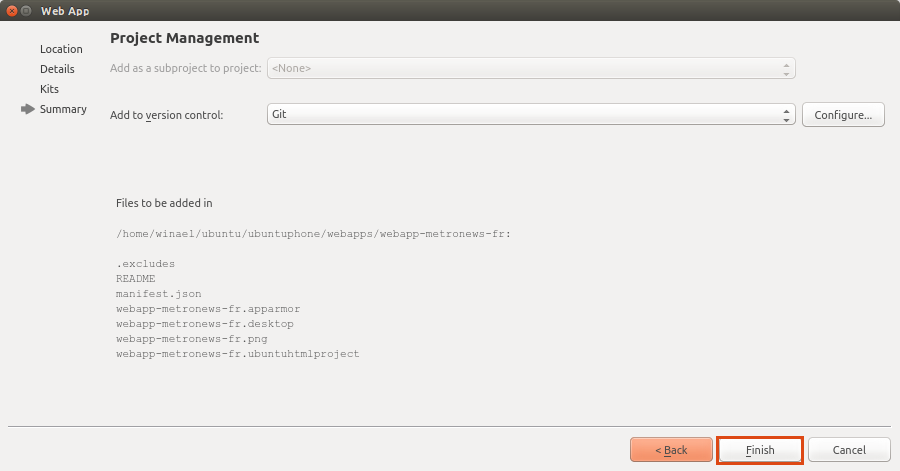 Web App
Location
Details
Kits
Summary
Project Management
Add as a subproject to project: <None>
Add to version control: Git Configure...
Files to be added in
/home/winael/ubuntu/ubuntuphone/webapps/webapp-metronews-fr:
.excludes
README
manifest.json
webapp-metronews-fr.apparmor
webapp-metronews-fr.desktop
webapp-metronews-fr.png
webapp-metronews-fr.ubuntuhtmlproject
< Back Finish Cancel